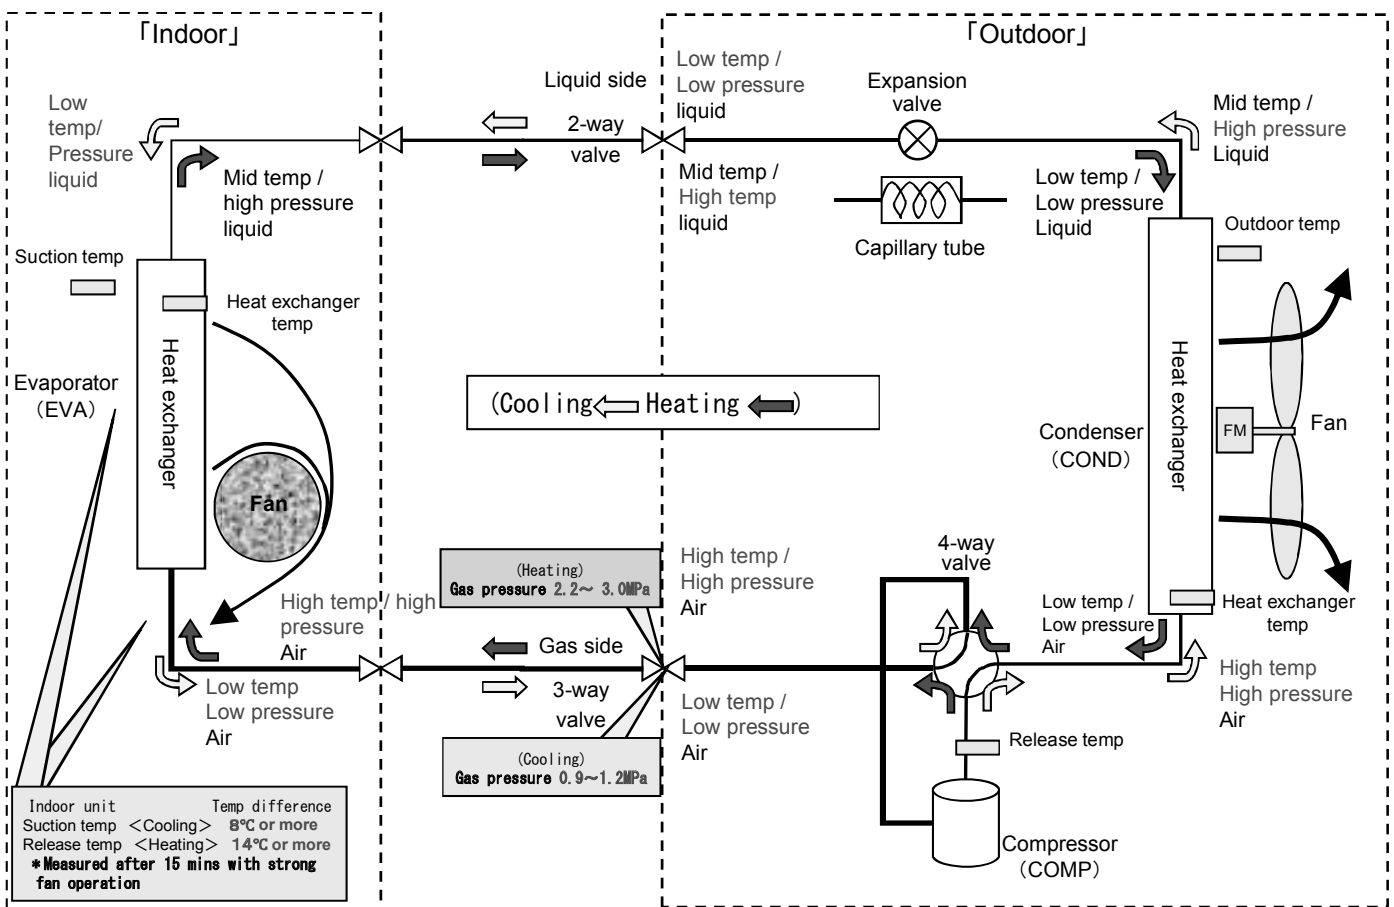 「Indoor」
「Outdoor」
Low
temp/
Pressure
liquid
Mid temp /
high pressure
liquid
Liquid side
2-way
valve
Low temp /
Low pressure
liquid
Mid temp /
High temp
liquid
Expansion
valve
Capillary tube
Mid temp /
High pressure
Liquid
Low temp /
Low pressure
Liquid
Outdoor temp
Suction temp
Heat exchanger
temp
Heat exchanger
Evaporator
(EVA)
Fan
(Cooling Heating )
Condenser
(COND)
Heat exchanger
FM
Fan
4-way
valve
(Heating)
Gas pressure 2.2～ 3.0MPa
High temp /
High pressure
Air
High temp / high
pressure
Air
Gas side
3-way
valve
Low temp
Low pressure
Air
Low temp /
Low pressure
Air
Low temp /
Low pressure
Air
Heat exchanger
temp
High temp
High pressure
Air
(Cooling)
Gas pressure 0.9～1.2MPa
Release temp
Compressor
(COMP)
Indoor unit Temp difference
Suction temp ＜Cooling＞ 8℃ or more
Release temp ＜Heating＞ 14℃ or more
*Measured after 15 mins with strong
fan operation